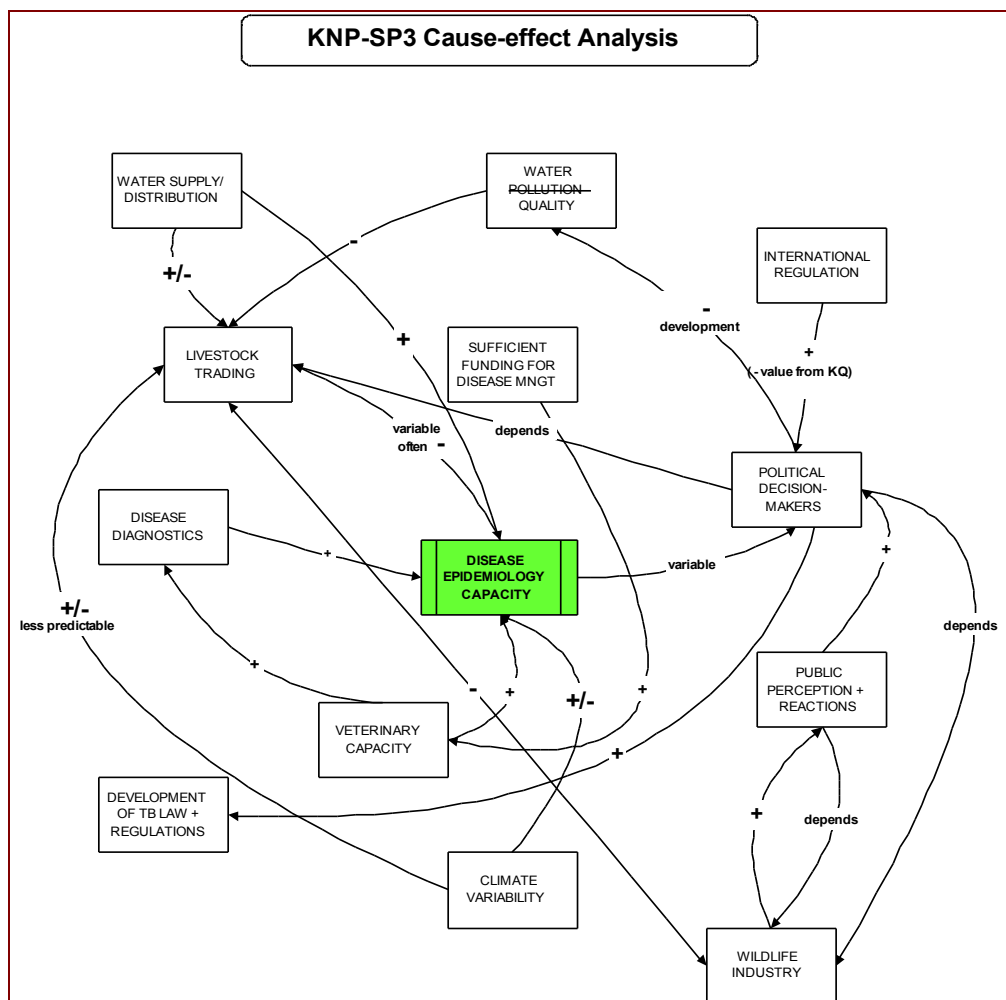 KNP-SP3 Cause-effect Analysis
WATER SUPPLY/
DISTRIBUTION
WATER
POLLUTION
QUALITY
INTERNATIONAL
REGULATION
-
+/-
-
development
+
(- value from KQ)
+
LIVESTOCK
TRADING
SUFFICIENT
FUNDING FOR
DISEASE MNGT
variable
often -
depends
POLITICAL
DECISION-
MAKERS
DISEASE
DIAGNOSTICS
+
DISEASE
EPIDEMIOLOGY
CAPACITY
variable
+
+/-
less predictable
depends
+
-
+
+/-
+
PUBLIC
PERCEPTION +
REACTIONS
VETERINARY
CAPACITY
+
DEVELOPMENT
OF TB LAW +
REGULATIONS
+
depends
CLIMATE
VARIABILITY
WILDLIFE
INDUSTRY